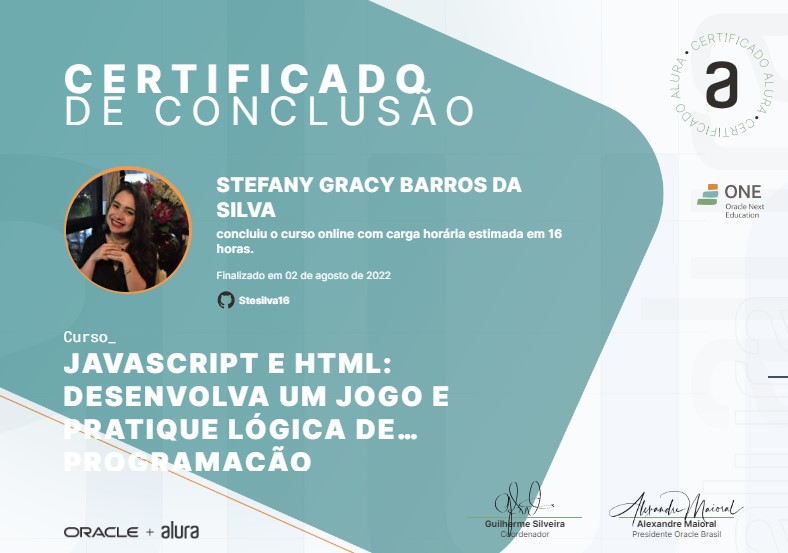 CERTIFICADO
DE CONCLUSÃO
CERTIFICADO ALURA • CERTIFICADO ALURA •
a
ONE
Oracle Next
Education
STEFANY GRACY BARROS DA
SILVA
concluiu o curso online com carga horária estimada em 16
horas.
Finalizado em 02 de agosto de 2022
Stesilva16
Curso_
JAVASCRIPT E HTML:
DESENVOLVA UM JOGO E
PRATIQUE LÓGICA DE...
PROGRAMACÃO
ORACLE + alura
Guilherme Silveira
Coordenador
Alexandre Maioral
Alexandre Maioral
Presidente Oracle Brasil